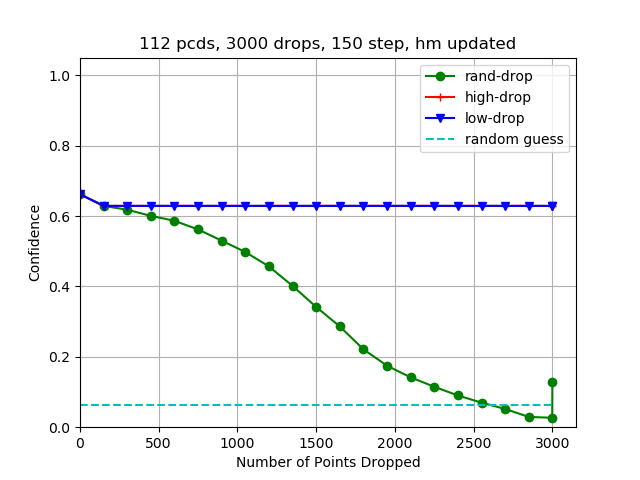 112 pcds, 3000 drops, 150 step, hm updated
1.0
0.8
0.6
0.4
0.2
0.0
Confidence
rand-drop
high-drop
low-drop
random guess
0 500 1000 1500 2000 2500 3000
Number of Points Dropped